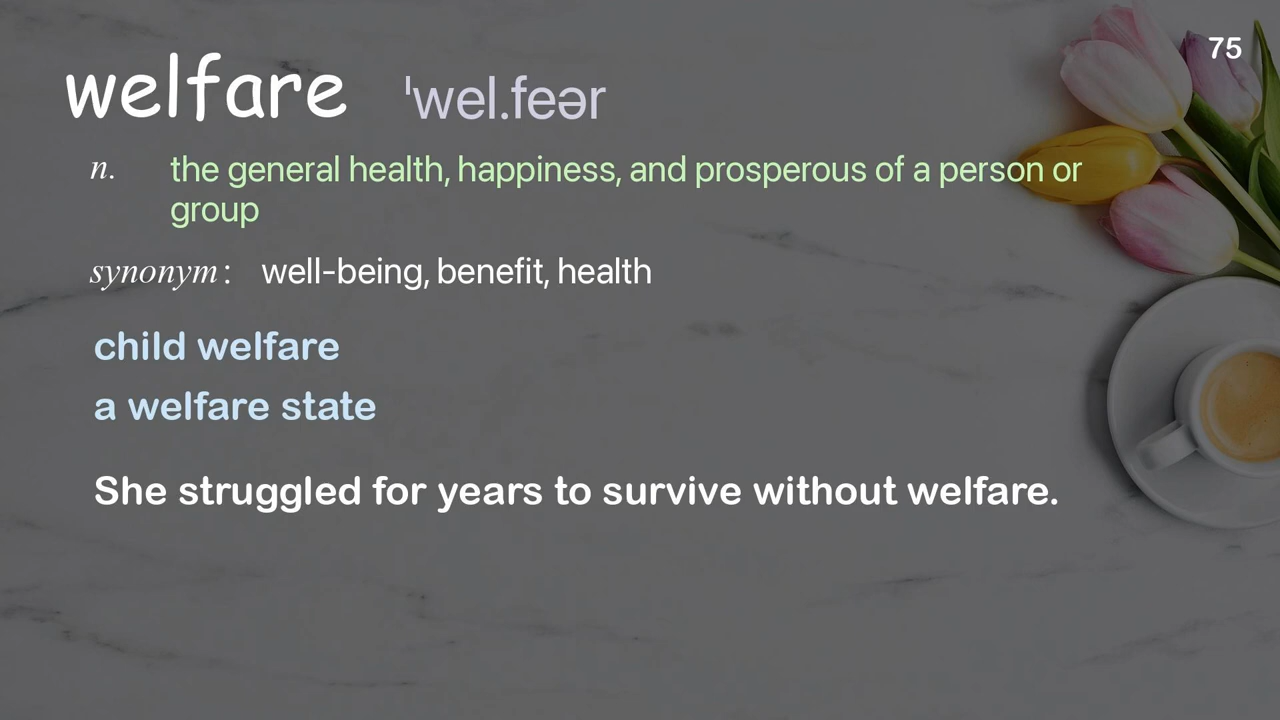 75
welfare ˈwel.feər
n. the general health, happiness, and prosperous of a person or
group
synonym: well-being, benefit, health
child welfare
a welfare state
She struggled for years to survive without welfare.